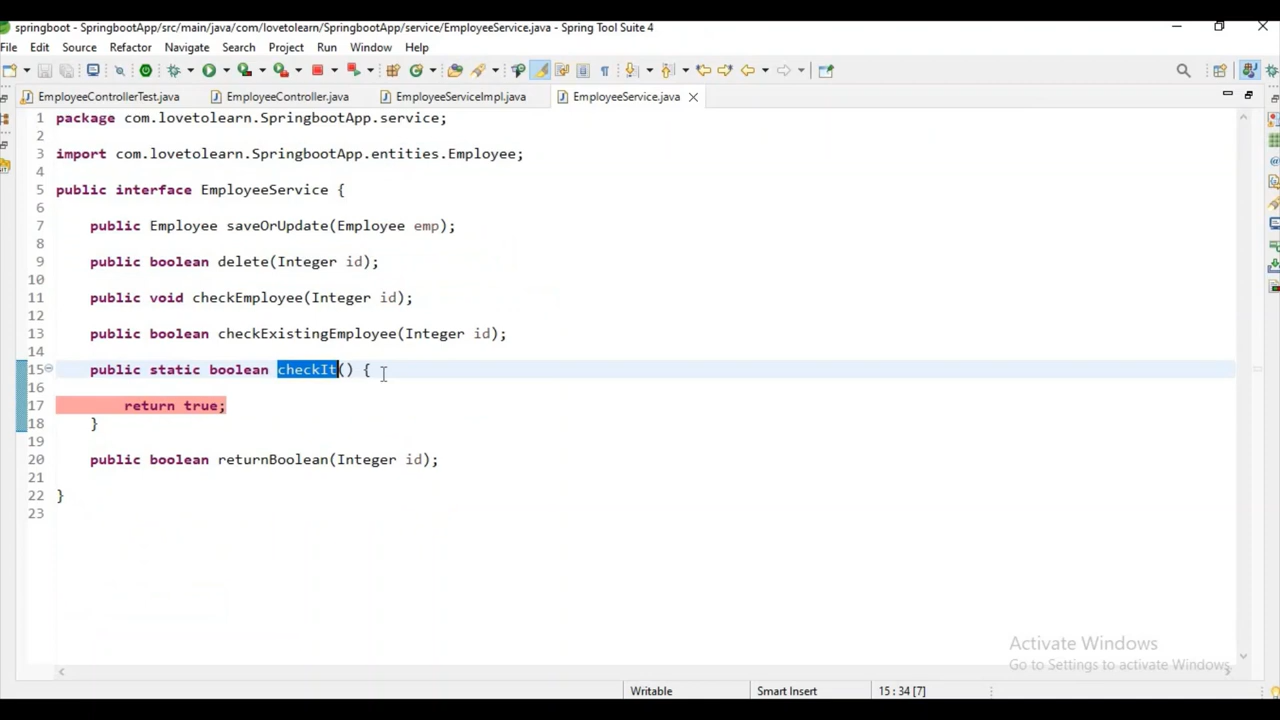 springboot - SpringbootApp/src/main/java/com/lovetolearn/SpringbootApp/service/EmployeeService.java - Spring Tool Suite 4
File Edit Source Refactor Navigate Search Project Run Window Help
EmployeeControllerTest.java EmployeeController.java EmployeeServiceImpl.java EmployeeService.java
1 package com.lovetolearn.SpringbootApp.service;
2
3 import com.lovetolearn.SpringbootApp.entities.Employee;
4
5 public interface EmployeeService {
6
7 public Employee saveOrUpdate(Employee emp);
8
9 public boolean delete(Integer id);
10
11 public void checkEmployee(Integer id);
12
13 public boolean checkExistingEmployee(Integer id);
14
15 public static boolean checkIt() {
16
17 return true;
18 }
19
20 public boolean returnBoolean(Integer id);
21
22 }
23
Activate Windows
Go to Settings to activate Windows.
Writable Smart Insert 15 : 34 [7]